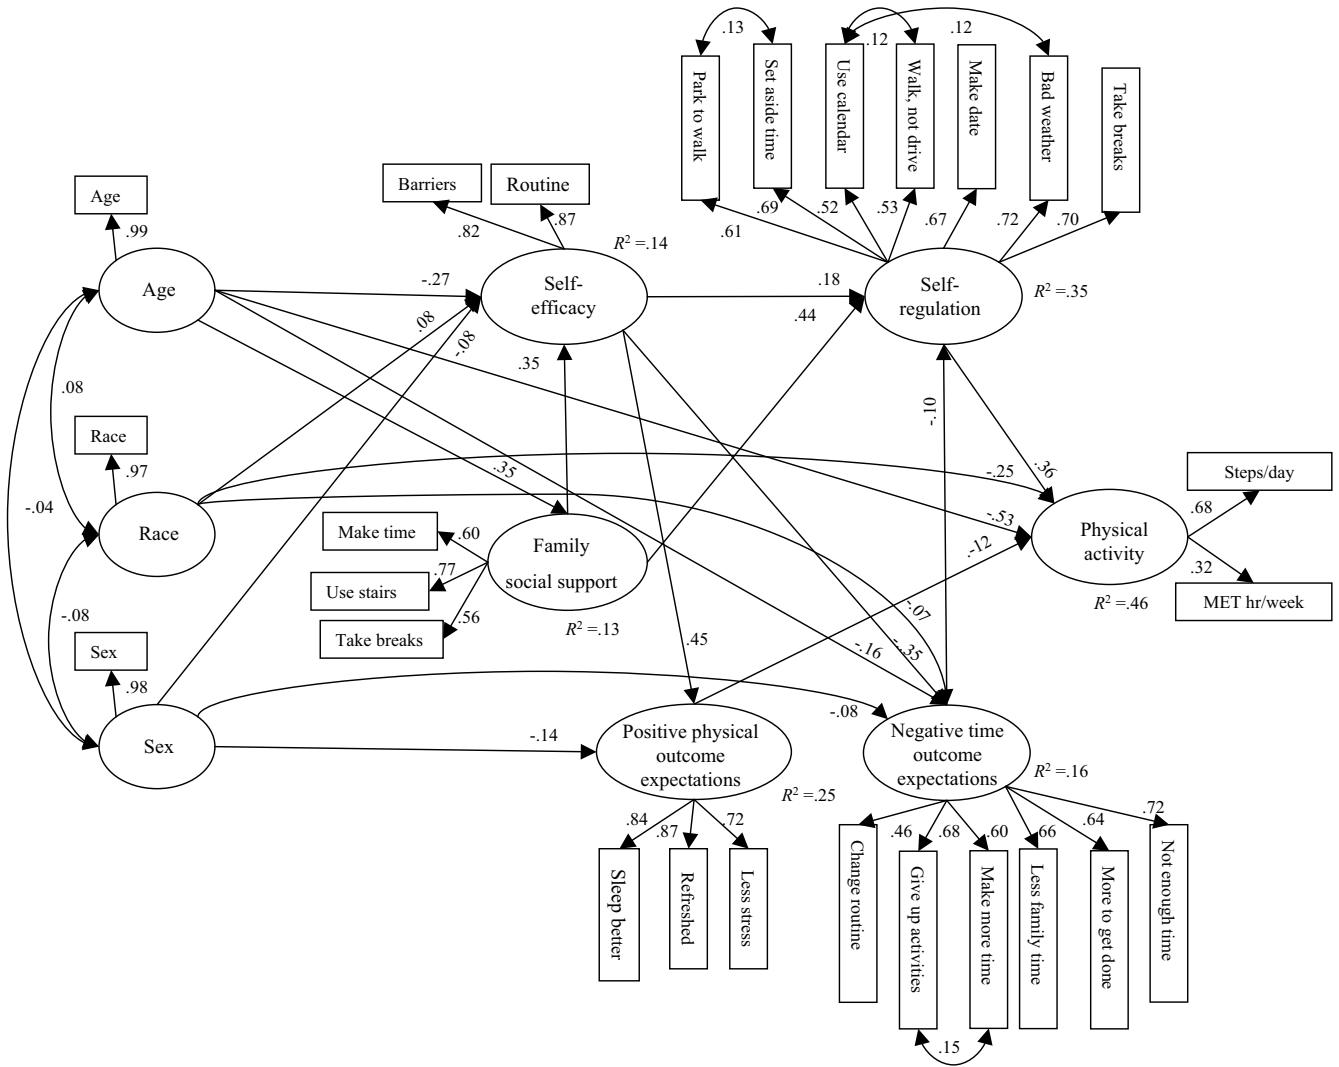 .13
.12
.12
Park to walk
Set aside time
Use calendar
Walk, not drive
Make date
Bad weather
Take breaks
.61
.69
.52
.53
.67
.72
.70
Age
.99
Age
Barriers
Routine
.82
.87
R² =.14
Self-
efficacy
-.27
.08
-.08
.18
.44
.35
Self-
regulation
R² =.35
.08
-.04
Race
.97
Race
-.08
-.10
.36
-.25
-.53
-.12
.35
Make time
Use stairs
Take breaks
.60
.77
.56
Family
social support
R² =.13
Physical
activity
R² =.46
Steps/day
.68
.32
MET hr/week
Sex
.98
Sex
-.07
.45
-.16
-.35
-.08
-.14
Positive physical
outcome
expectations
R² =.25
Negative time
outcome
expectations
R² =.16
.84
.87
.72
Sleep better
Refreshed
Less stress
.46
.68
.60
.66
.64
.72
Change routine
Give up activities
Make more time
Less family time
More to get done
Not enough time
.15